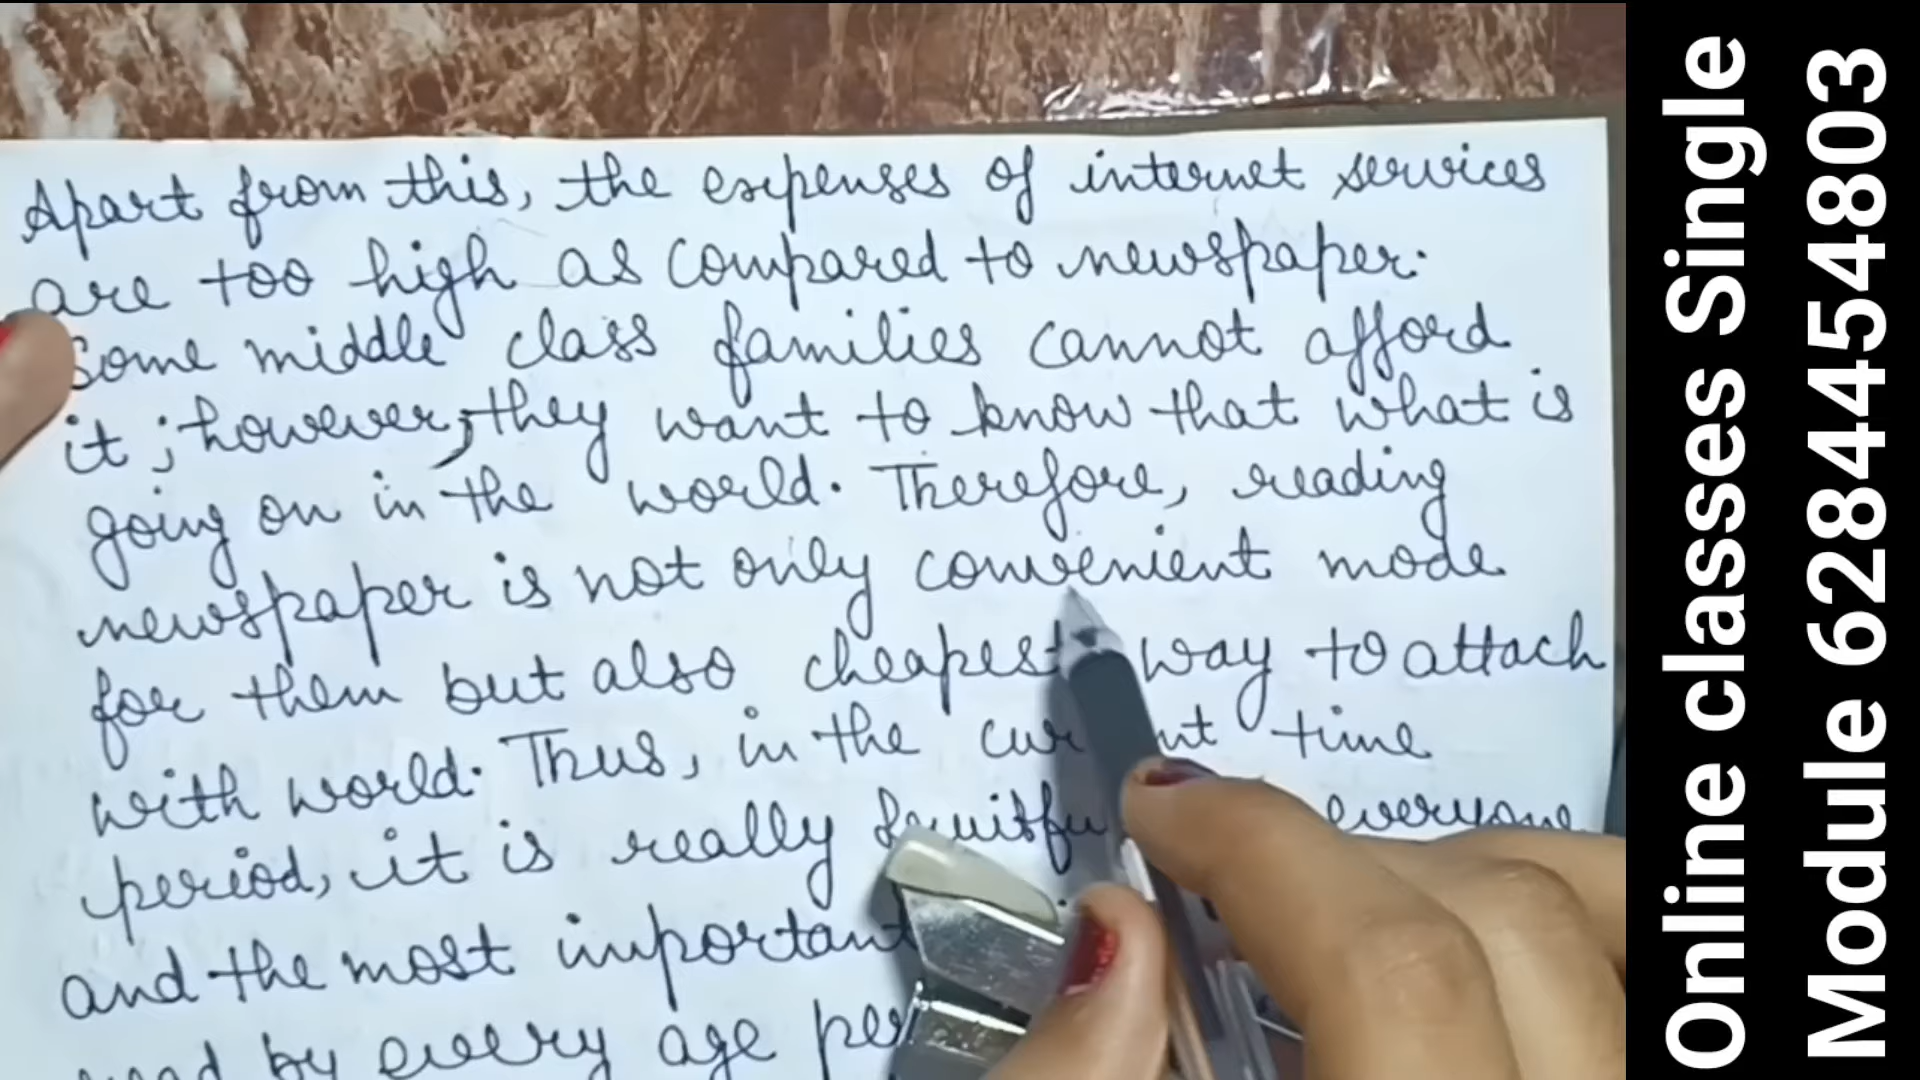 Apart from this, the expenses of internet services
are too high as compared to newspaper.
Some middle class families cannot afford
it; however, they want to know that what is
going on in the world. Therefore, reading
newspaper is not only convenient mode
for them but also cheapest way to attach
with world. Thus, in the time
period, it is really everyone
and the most important
by every age
Online classes Single
Module 6284454803